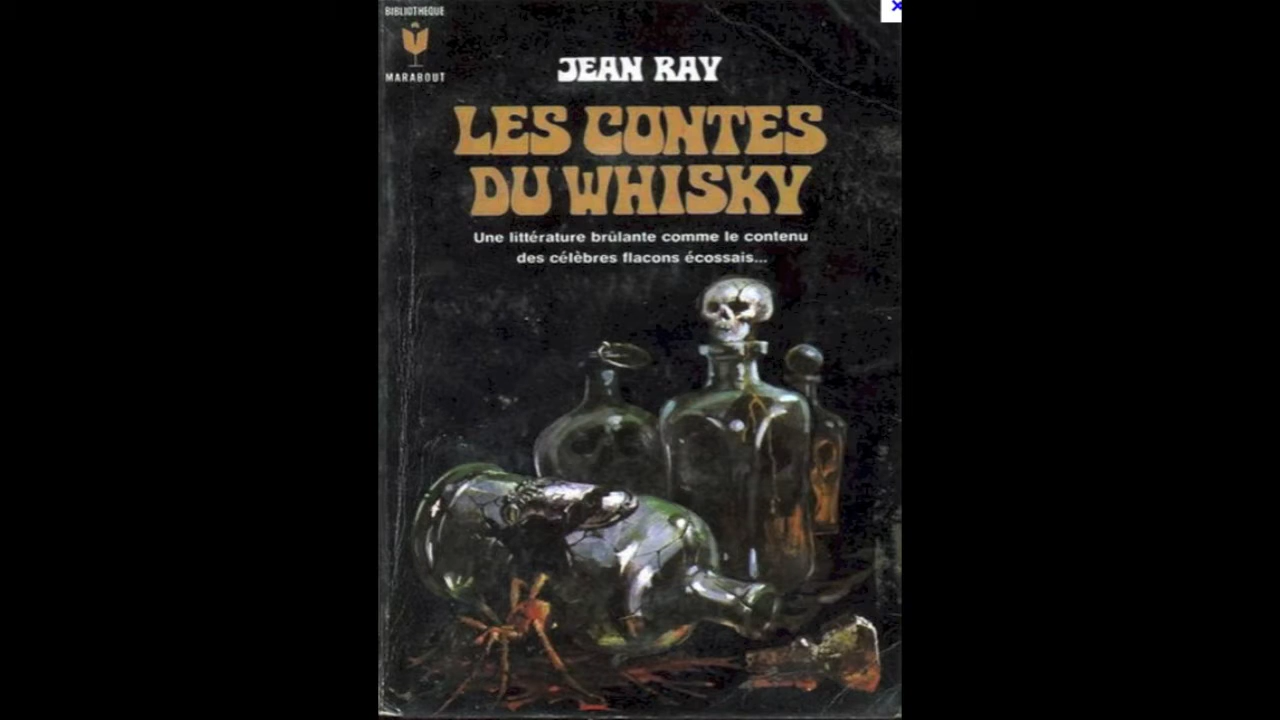 BIBLIOTHEQUE
MARABOUT
JEAN RAY
LES CONTES
DU WHISKY
Une littérature brûlante comme le contenu
des célèbres flacons écossais...